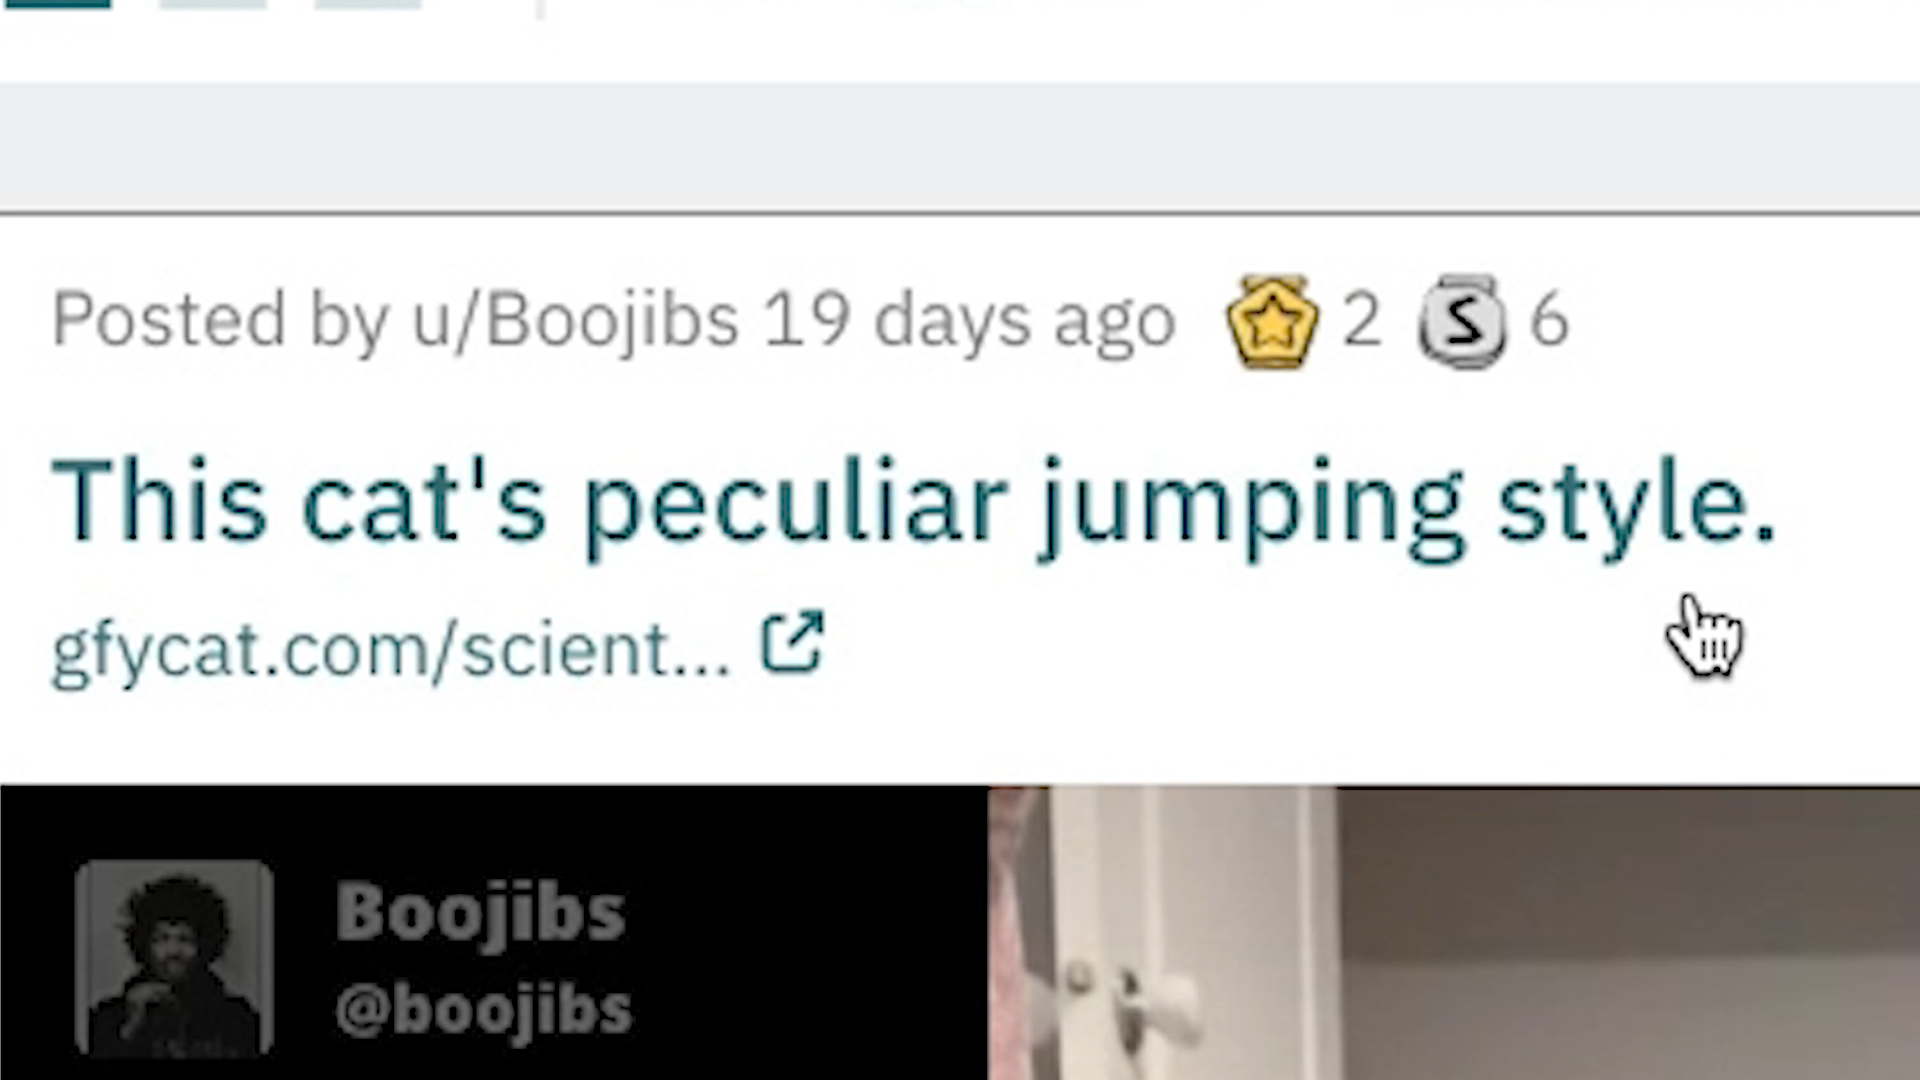 Posted by u/Boojibs 19 days ago 2 S 6
This cat's peculiar jumping style.
gfycat.com/scient...
Boojibs
@boojibs